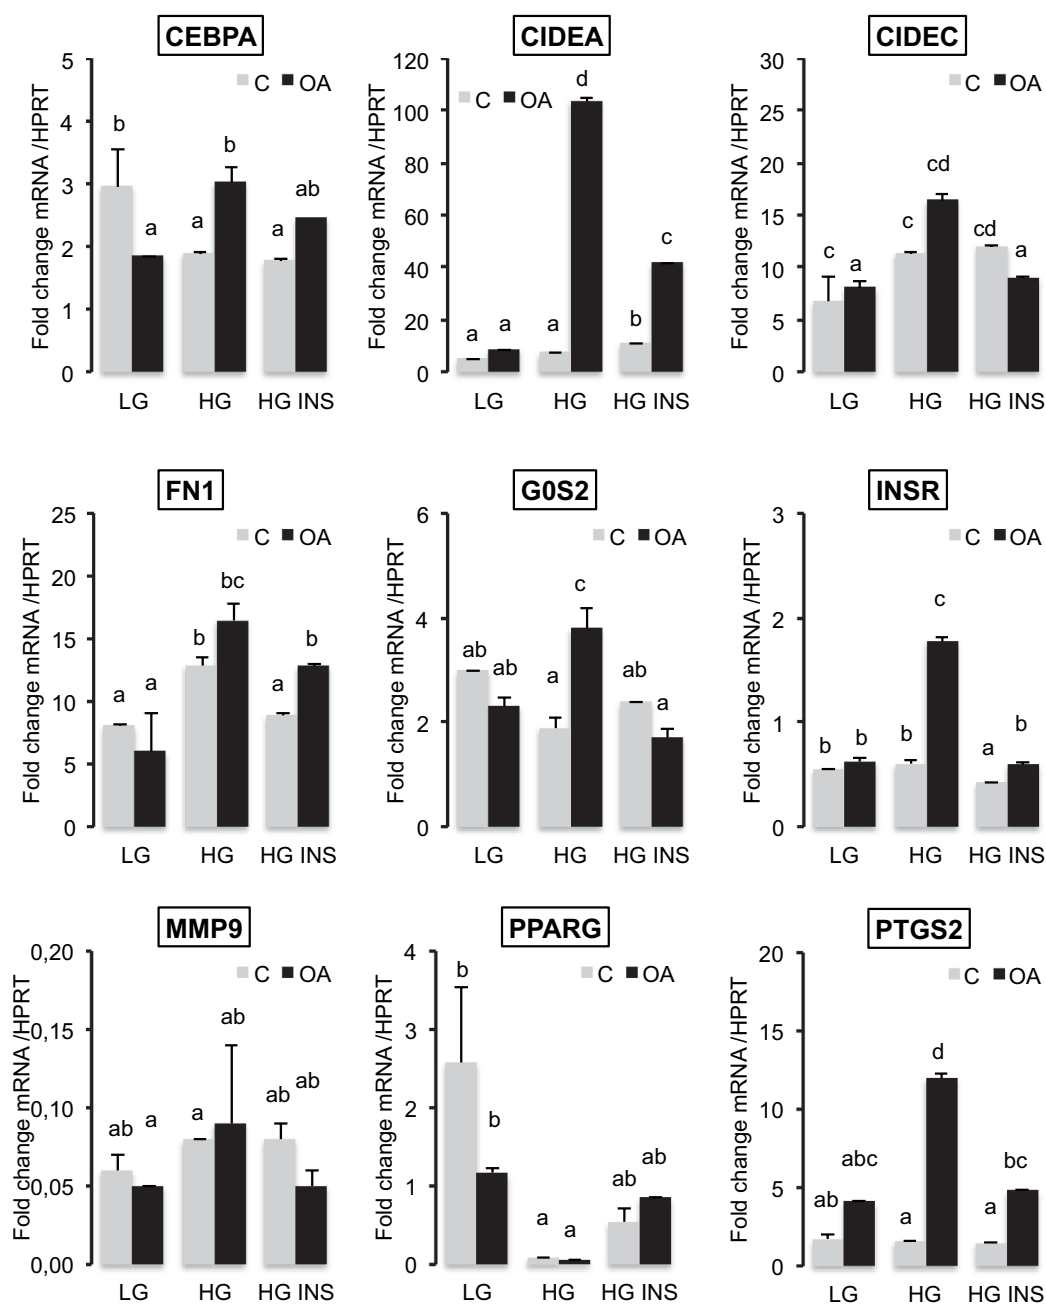 CEBPA
Fold change mRNA /HPRT
5
4
3
2
1
0
C OA
b
a
a
b
a
ab
LG HG HG INS
CIDEA
Fold change mRNA /HPRT
120
100
80
60
40
20
0
C OA
a
a
a
d
b
c
LG HG HG INS
CIDEC
Fold change mRNA /HPRT
30
25
20
15
10
5
0
C OA
c
a
c
cd
cd
a
LG HG HG INS
FN1
Fold change mRNA /HPRT
25
20
15
10
5
0
C OA
a
a
b
bc
a
b
LG HG HG INS
G0S2
Fold change mRNA /HPRT
6
4
2
0
C OA
ab
ab
a
c
ab
a
LG HG HG INS
INSR
Fold change mRNA /HPRT
3
2
1
0
C OA
b
b
b
c
a
b
LG HG HG INS
MMP9
Fold change mRNA /HPRT
0,20
0,15
0,10
0,05
0,00
C OA
ab
a
a
ab
ab
ab
LG HG HG INS
PPARG
Fold change mRNA /HPRT
4
3
2
1
0
C OA
b
b
a
a
ab
ab
LG HG HG INS
PTGS2
Fold change mRNA /HPRT
20
15
10
5
0
C OA
ab
abc
a
d
a
bc
LG HG HG INS